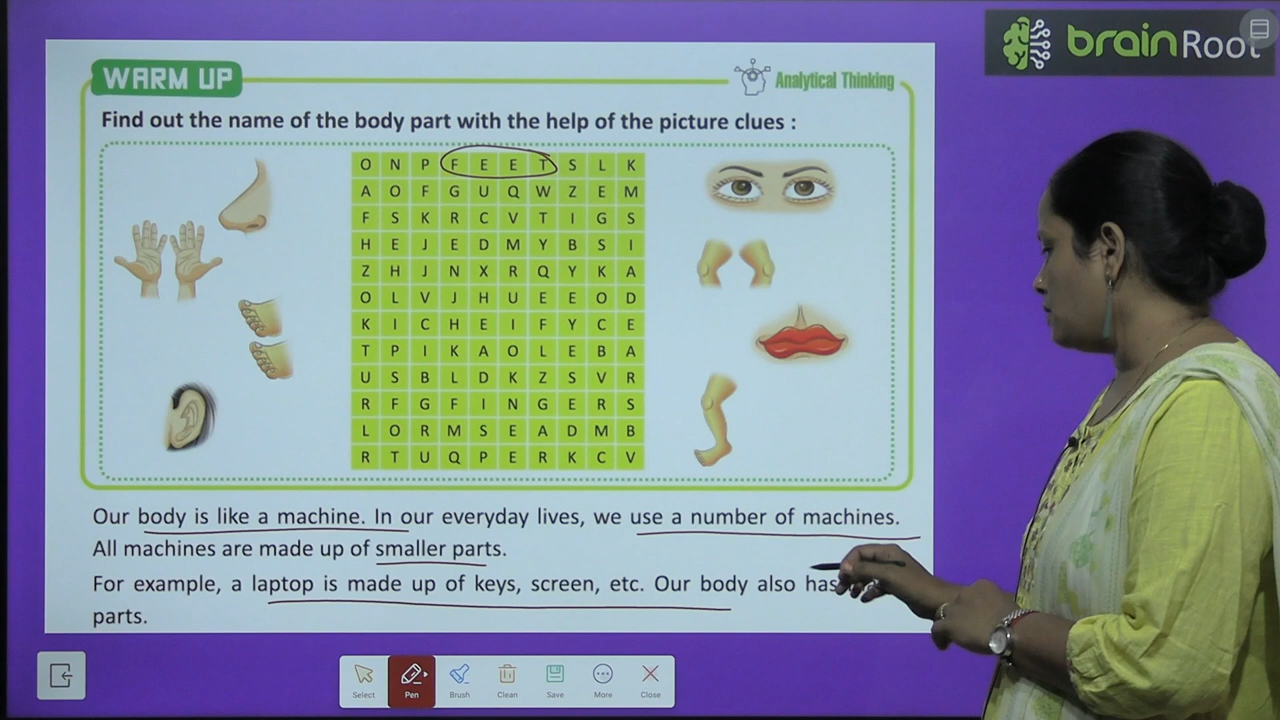 brainRoot
WARM UP
Analytical Thinking
Find out the name of the body part with the help of the picture clues :
O N P F E E T S L K
A O F G U Q W Z E M
F S K R C V T I G S
H E J E D M Y B S I
Z H J N X R Q Y K A
O L V J H U E E O D
K I C H E I F Y C E
T P I K A O L E B A
U S B L D K Z S V R
R F G F I N G E R S
L O R M S E A D M B
R T U Q P E R K C V
Our body is like a machine. In our everyday lives, we use a number of machines.
All machines are made up of smaller parts.
For example, a laptop is made up of keys, screen, etc. Our body also has
parts.
Select Pen Brush Clean Save More Close